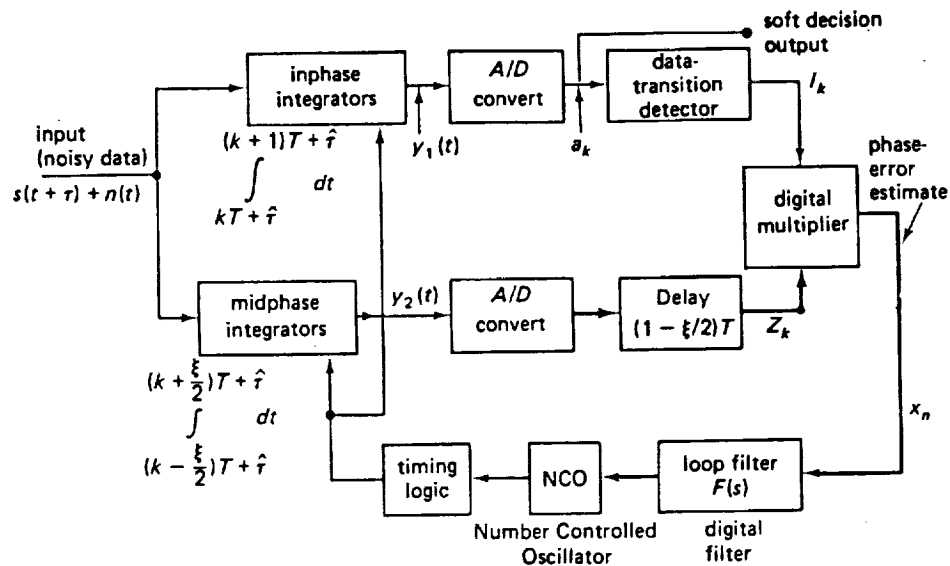 soft decision
output
inphase
integrators
A/D
convert
data-
transition
detector
I_k
input
(noisy data)
s(t + τ) + n(t)
(k + 1)T + τ̂
∫ dt
kT + τ̂
y₁(t)
a_k
phase-
error
estimate
digital
multiplier
midphase
integrators
y₂(t)
A/D
convert
Delay
(1 − ξ/2)T
Z_k
(k + ξ/2)T + τ̂
∫ dt
(k − ξ/2)T + τ̂
x_n
timing
logic
NCO
loop filter
F(s)
Number Controlled
Oscillator
digital
filter